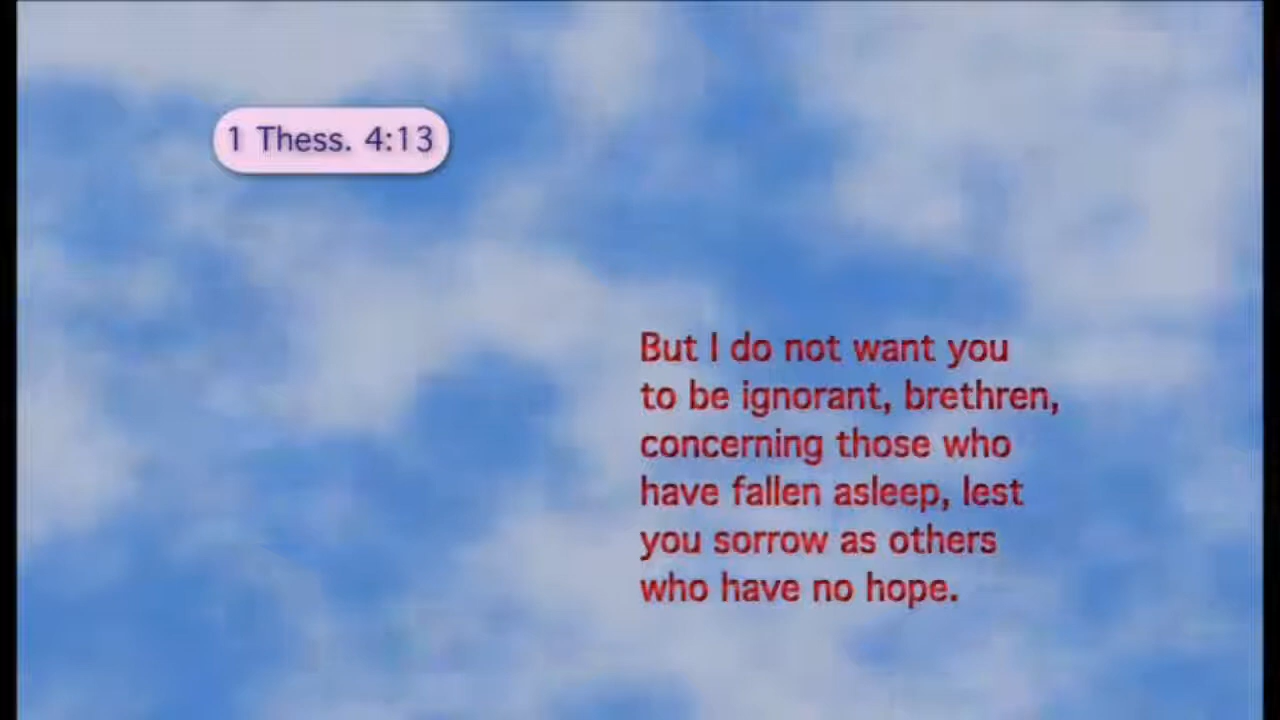 1 Thess. 4:13
But I do not want you
to be ignorant, brethren,
concerning those who
have fallen asleep, lest
you sorrow as others
who have no hope.